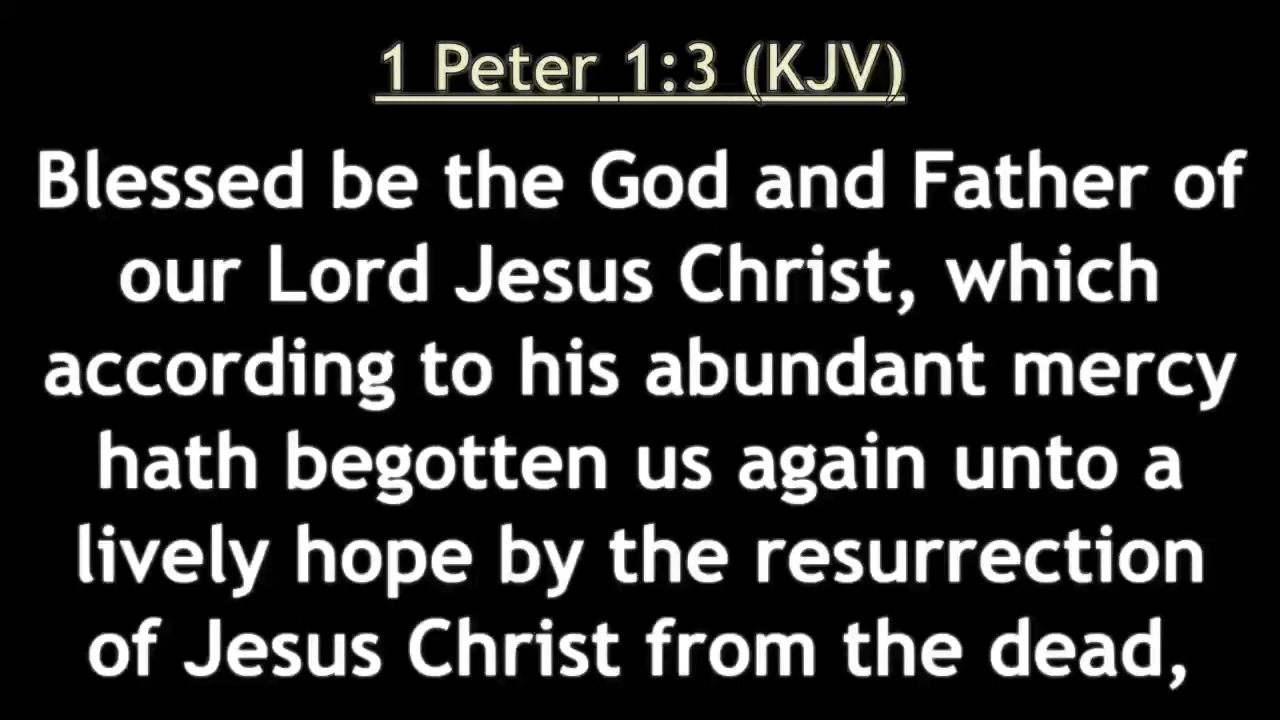 1 Peter 1:3 (KJV)
Blessed be the God and Father of
our Lord Jesus Christ, which
according to his abundant mercy
hath begotten us again unto a
lively hope by the resurrection
of Jesus Christ from the dead,